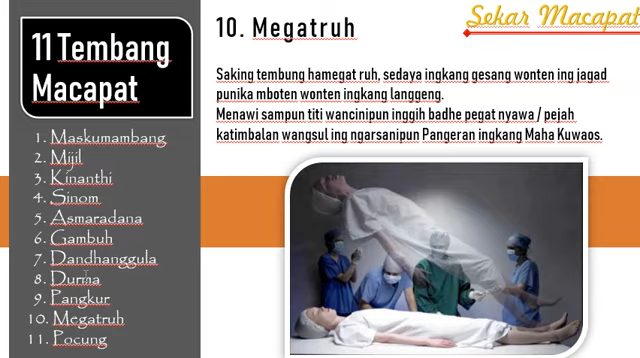 11 Tembang
Macapat
1. Maskumambang
2. Mijil
3. Kinanthi
4. Sinom
5. Asmaradana
6. Gambuh
7. Dandhanggula
8. Durma
9. Pangkur
10. Megatruh
11. Pocung
Sekar Macapat
10. Megatruh
Saking tembung hamegat ruh, sedaya ingkang gesang wonten ing jagad
punika mboten wonten ingkang langgeng.
Menawi sampun titi wancinipun inggih badhe pegat nyawa / pejah
katimbalan wangsul ing ngarsanipun Pangeran ingkang Maha Kuwaos.